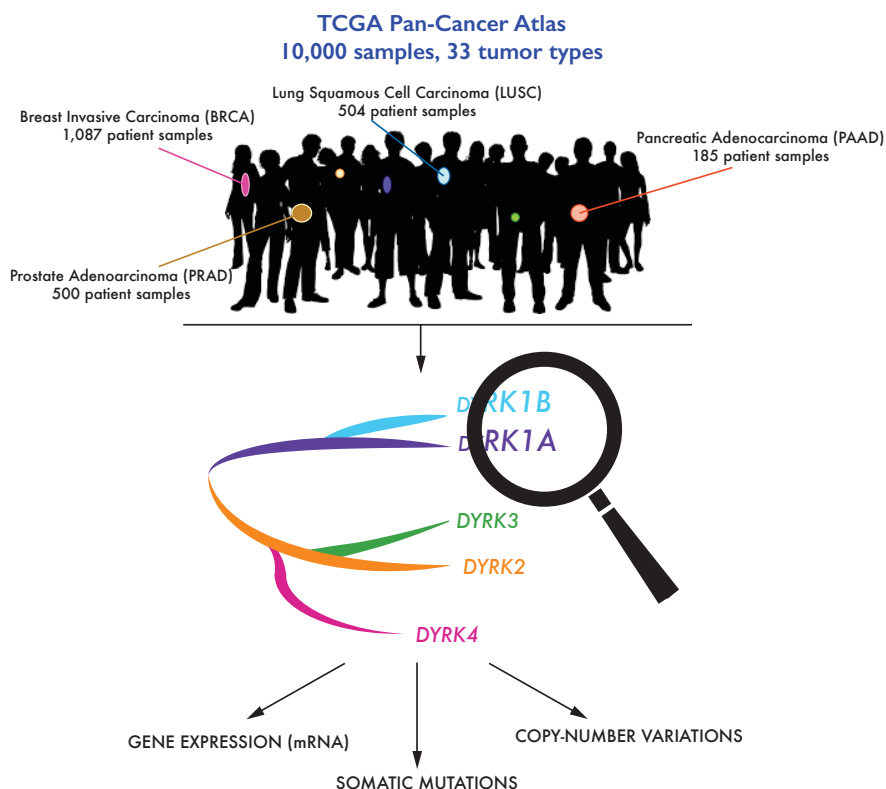 TCGA Pan-Cancer Atlas
10,000 samples, 33 tumor types
Lung Squamous Cell Carcinoma (LUSC)
504 patient samples
Breast Invasive Carcinoma (BRCA)
1,087 patient samples
Pancreatic Adenocarcinoma (PAAD)
185 patient samples
Prostate Adenoarcinoma (PRAD)
500 patient samples
DYRK1B
DYRK1A
DYRK3
DYRK2
DYRK4
GENE EXPRESSION (mRNA)
COPY-NUMBER VARIATIONS
SOMATIC MUTATIONS